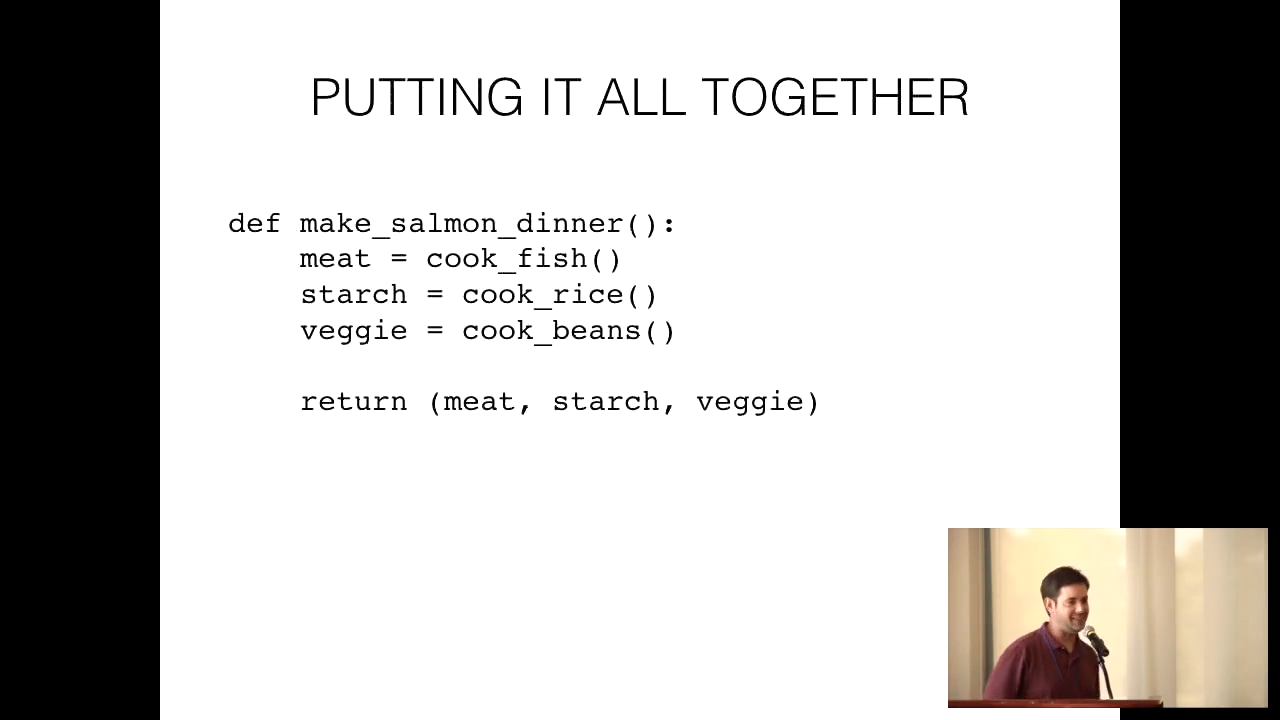 PUTTING IT ALL TOGETHER
def make_salmon_dinner():
    meat = cook_fish()
    starch = cook_rice()
    veggie = cook_beans()
    return (meat, starch, veggie)